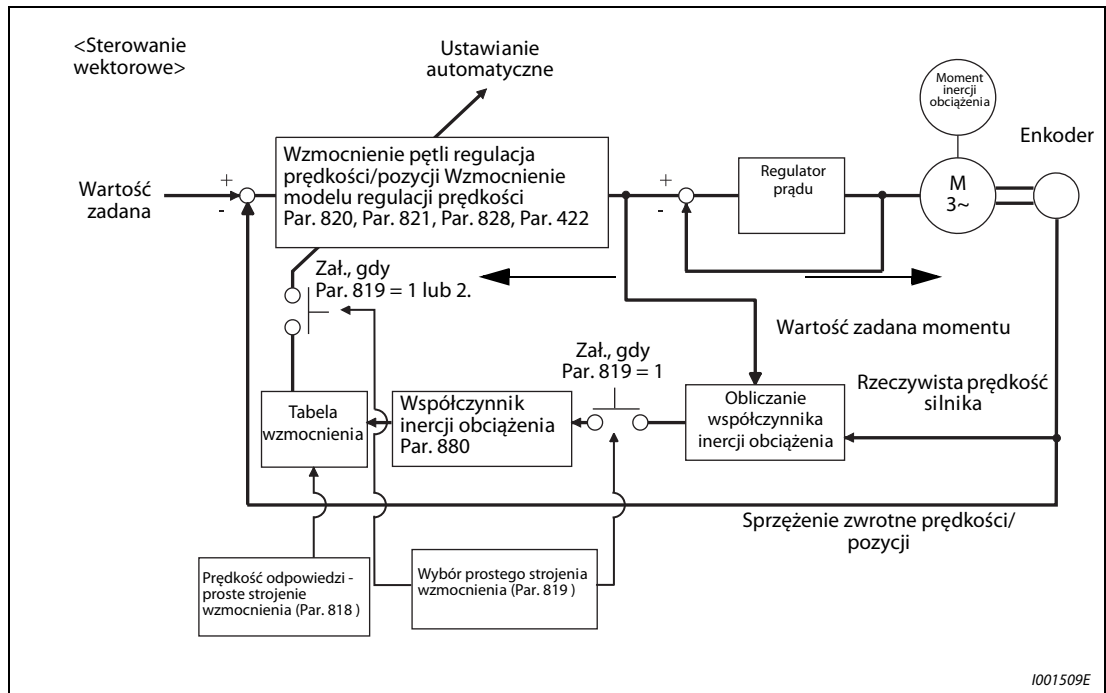 <Sterowanie
wektorowe>
Ustawianie
automatyczne
Moment
inercji
obciążenia
Enkoder
Wartość
zadana
+
-
Wzmocnienie pętli regulacja
prędkości/pozycji Wzmocnienie
modelu regulacji prędkości
Par. 820, Par. 821, Par. 828, Par. 422
+
-
Regulator
prądu
M
3~
Zał., gdy
Par. 819 = 1 lub 2.
Wartość zadana momentu
Zał., gdy
Par. 819 = 1
Rzeczywista prędkość
silnika
Tabela
wzmocnienia
Współczynnik
inercji obciążenia
Par. 880
Obliczanie
współczynnika
inercji obciążenia
Sprzężenie zwrotne prędkości/
pozycji
Prędkość odpowiedzi -
proste strojenie
wzmocnienia (Par. 818 )
Wybór prostego strojenia
wzmocnienia (Par. 819 )
I001509E